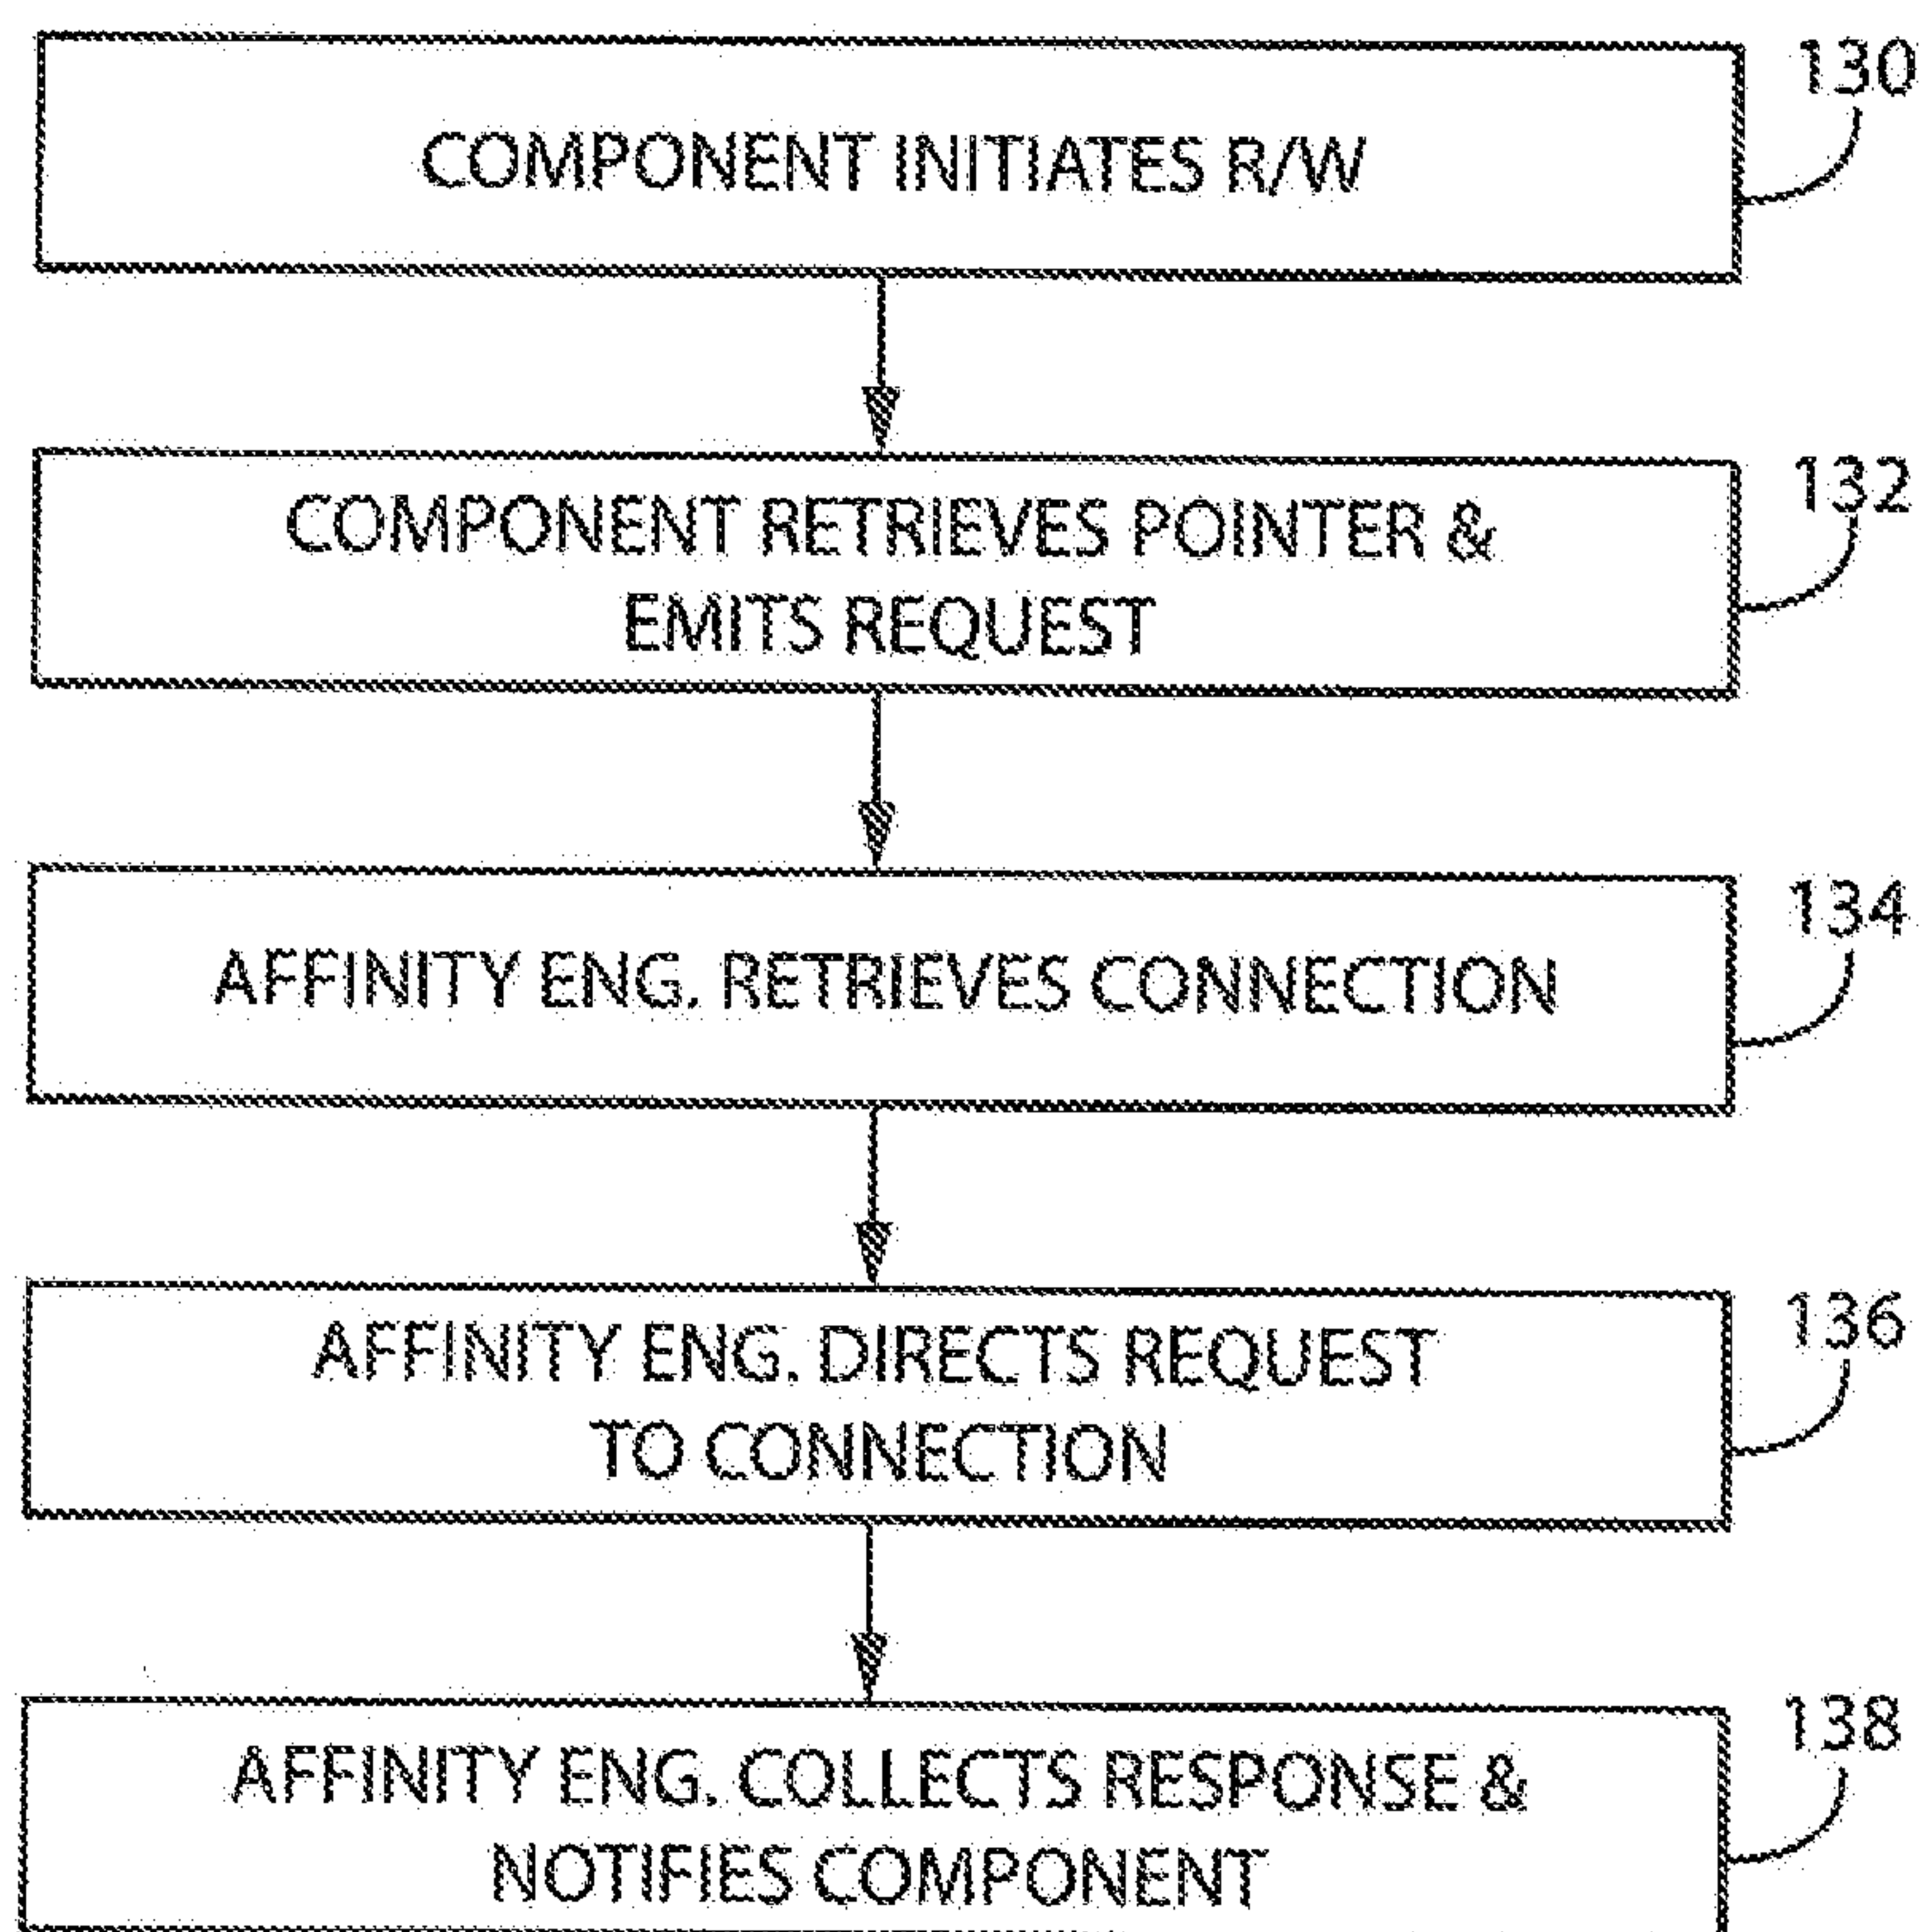 COMPONENT INITIATES R/W
130
COMPONENT RETRIEVES POINTER &
EMITS REQUEST
132
AFFINITY ENG. RETRIEVES CONNECTION
134
AFFINITY ENG. DIRECTS REQUEST
TO CONNECTION
136
AFFINITY ENG. COLLECTS RESPONSE &
NOTIFIES COMPONENT
138